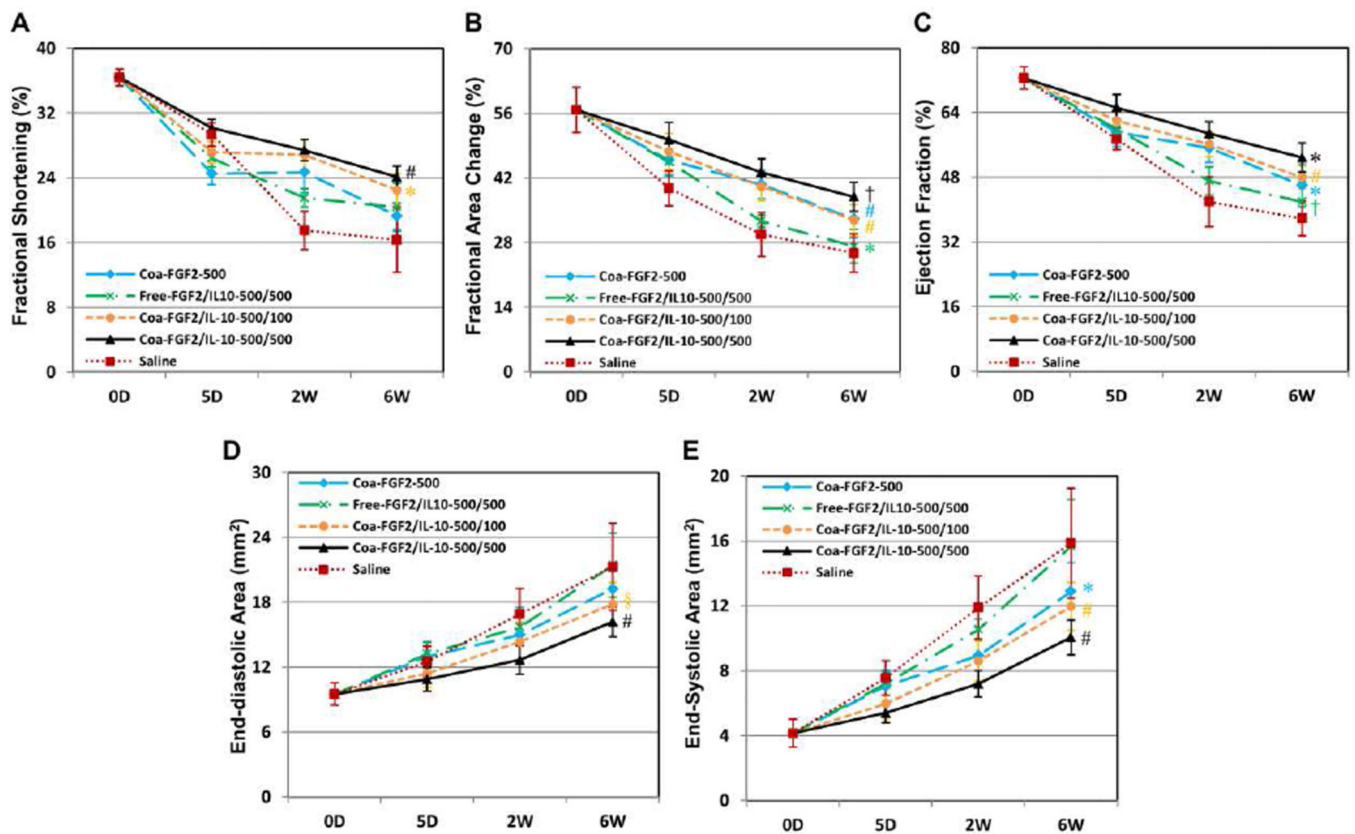 A
Fractional Shortening (%)
40
32
24
16
8
0
#
*
Coa-FGF2-500
Free-FGF2/IL10-500/500
Coa-FGF2/IL-10-500/100
Coa-FGF2/IL-10-500/500
Saline
0D 5D 2W 6W
B
Fractional Area Change (%)
70
56
42
28
14
0
†
#
#
*
Coa-FGF2-500
Free-FGF2/IL10-500/500
Coa-FGF2/IL-10-500/100
Coa-FGF2/IL-10-500/500
Saline
0D 5D 2W 6W
C
Ejection Fraction (%)
80
64
48
32
16
0
*
#
*
†
Coa-FGF2-500
Free-FGF2/IL10-500/500
Coa-FGF2/IL-10-500/100
Coa-FGF2/IL-10-500/500
Saline
0D 5D 2W 6W
D
End-diastolic Area (mm²)
30
24
18
12
6
0
Coa-FGF2-500
Free-FGF2/IL10-500/500
Coa-FGF2/IL-10-500/100
Coa-FGF2/IL-10-500/500
Saline
§
#
0D 5D 2W 6W
E
End-Systolic Area (mm²)
20
16
12
8
4
0
Coa-FGF2-500
Free-FGF2/IL10-500/500
Coa-FGF2/IL-10-500/100
Coa-FGF2/IL-10-500/500
Saline
*
#
#
0D 5D 2W 6W